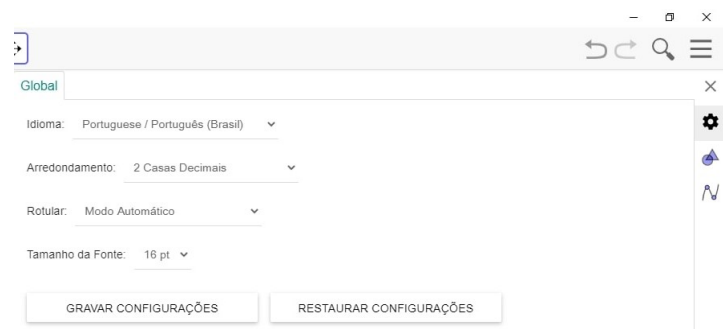 Global
Idioma: Portuguese / Português (Brasil)
Arredondamento: 2 Casas Decimais
Rotular: Modo Automático
Tamanho da Fonte: 16 pt
GRAVAR CONFIGURAÇÕES RESTAURAR CONFIGURAÇÕES